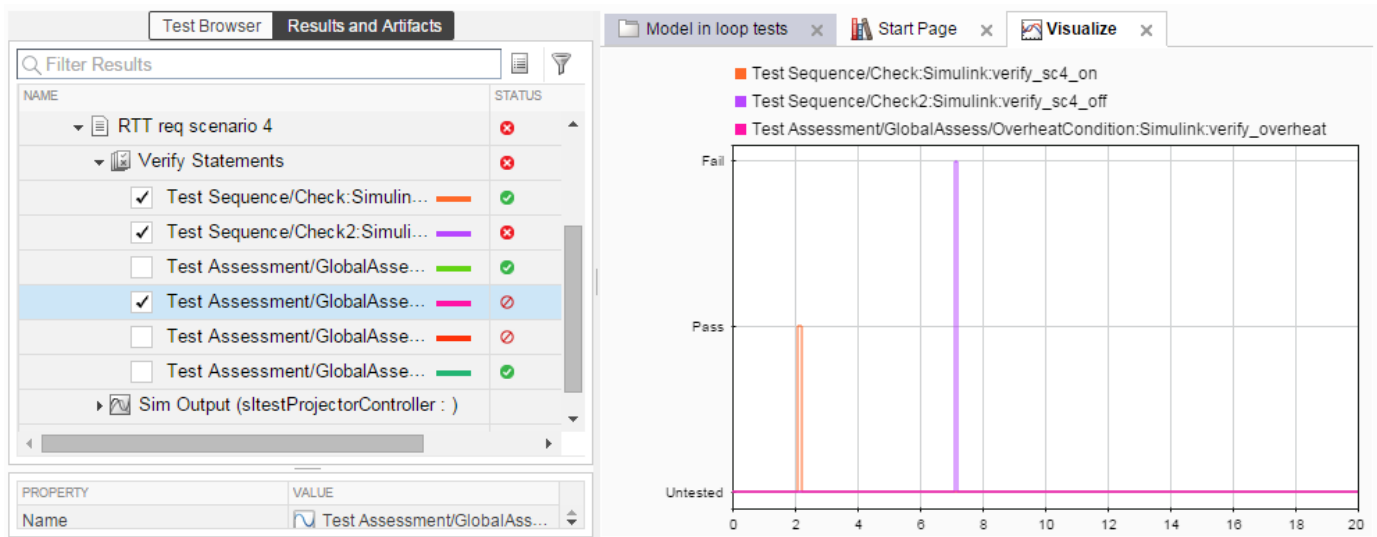 Test Browser Results and Artifacts
Filter Results
NAME STATUS
RTT req scenario 4
Verify Statements
Test Sequence/Check:Simulin...
Test Sequence/Check2:Simuli...
Test Assessment/GlobalAsse...
Test Assessment/GlobalAsse...
Test Assessment/GlobalAsse...
Test Assessment/GlobalAsse...
Sim Output (sltestProjectorController : )
PROPERTY VALUE
Name Test Assessment/GlobalAss...
Model in loop tests Start Page Visualize
Test Sequence/Check:Simulink:verify_sc4_on
Test Sequence/Check2:Simulink:verify_sc4_off
Test Assessment/GlobalAssess/OverheatCondition:Simulink:verify_overheat
Fail
Pass
Untested
0 2 4 6 8 10 12 14 16 18 20